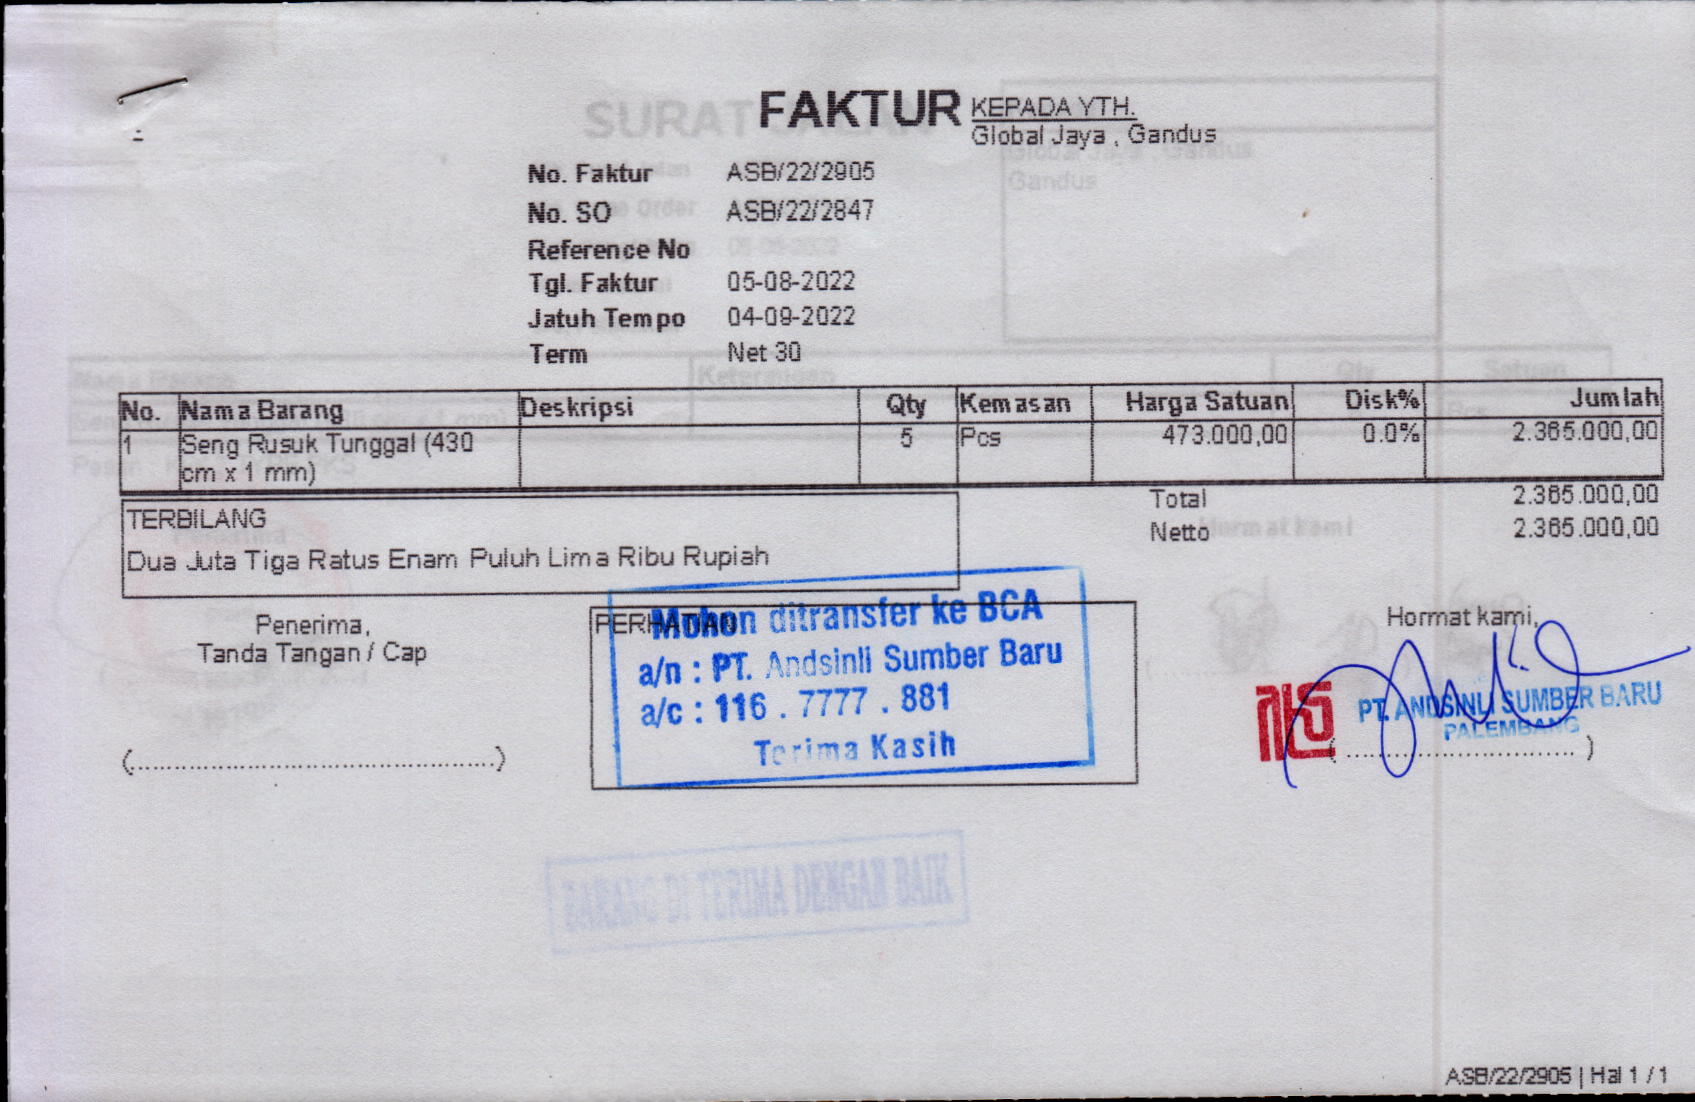 FAKTUR
KEPADA YTH.
Global Jaya , Gandus
No. Faktur ASB/22/2905
No. SO ASB/22/2847
Reference No
Tgl. Faktur 05-08-2022
Jatuh Tempo 04-09-2022
Term Net 30
SURAT
Global Jaya , Gandus
Gandus
No. Nama Barang Deskripsi Qty Kemasan Harga Satuan Disk% Jumlah
1 Seng Rusuk Tunggal (430 5 Pcs 473.000,00 0.0% 2.365.000,00
cm x 1 mm)
Total 2.365.000,00
Netto 2.365.000,00
TERBILANG
Dua Juta Tiga Ratus Enam Puluh Lima Ribu Rupiah
Penerima,
Tanda Tangan / Cap
(............................................)
PERHATIAN
Mohon ditransfer ke BCA
a/n : PT. Andsinli Sumber Baru
a/c : 116 . 7777 . 881
Terima Kasih
Hormat kami,
PT. ANDSINLI SUMBER BARU
PALEMBANG
(............................)
BARANG DI TERIMA DENGAN BAIK
ASB/22/2905 | Hal 1 / 1